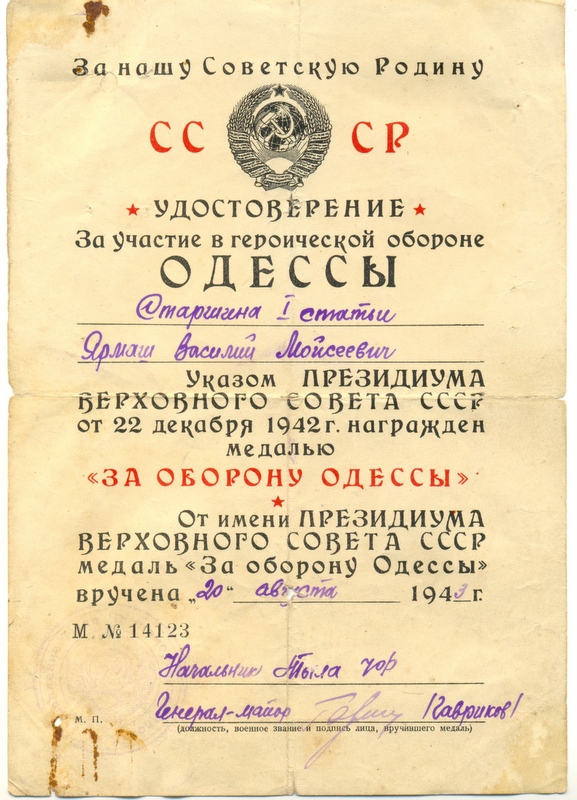 За нашу Советскую Родину
СС СР
УДОСТОВЕРЕНИЕ
За участие в героической обороне
ОДЕССЫ
Старшина I статьи
Ярмаш Василий Мойсеевич
Указом ПРЕЗИДИУМА
ВЕРХОВНОГО СОВЕТА СССР
от 22 декабря 1942 г. награжден
медалью
«ЗА ОБОРОНУ ОДЕССЫ»
От имени ПРЕЗИДИУМА
ВЕРХОВНОГО СОВЕТА СССР
медаль «За оборону Одессы»
вручена „20“ августа 1943 г.
М № 14123
Начальник Тыла
Генерал-майор (Гавриков)
М. П.
(должность, военное звание и подпись лица, вручившего медаль)